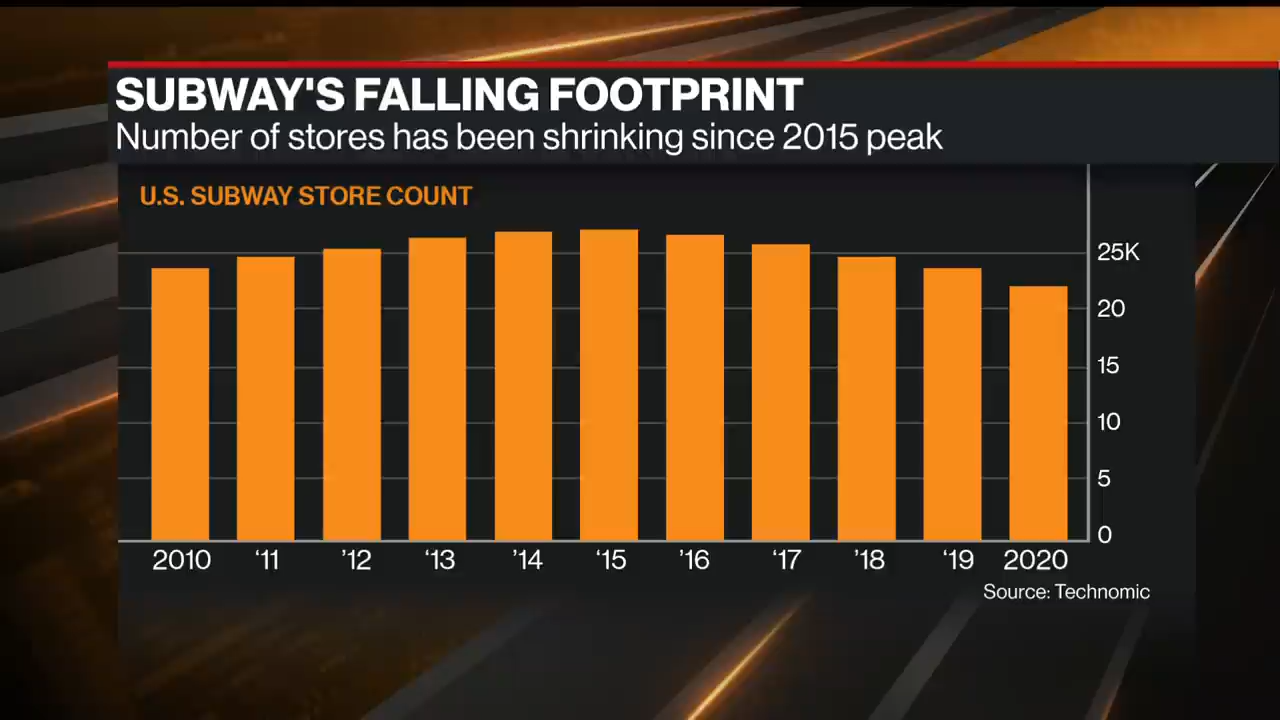 SUBWAY'S FALLING FOOTPRINT
Number of stores has been shrinking since 2015 peak
U.S. SUBWAY STORE COUNT
25K
20
15
10
5
0
2010 ‘11 ’12 ‘13 ’14 ‘15 ’16 ‘17 ’18 ‘19 2020
Source: Technomic